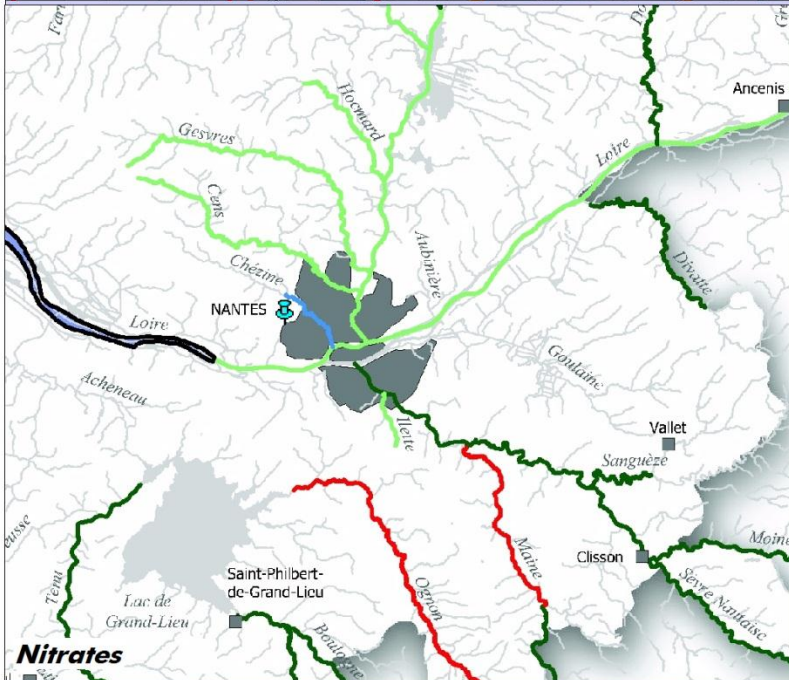 Ancenis
Hocmard
Gesvres
Loire
Cens
Aubinière
Chézine
Divatte
NANTES
Loire
Goulaine
Acheneau
Ilette
Vallet
Sanguèze
Maine
Clisson
Moine
Sèvre Nantaise
Saint-Philbert-
de-Grand-Lieu
Ognon
Tenu
Lac de
Grand-Lieu
Boulogne
Nitrates